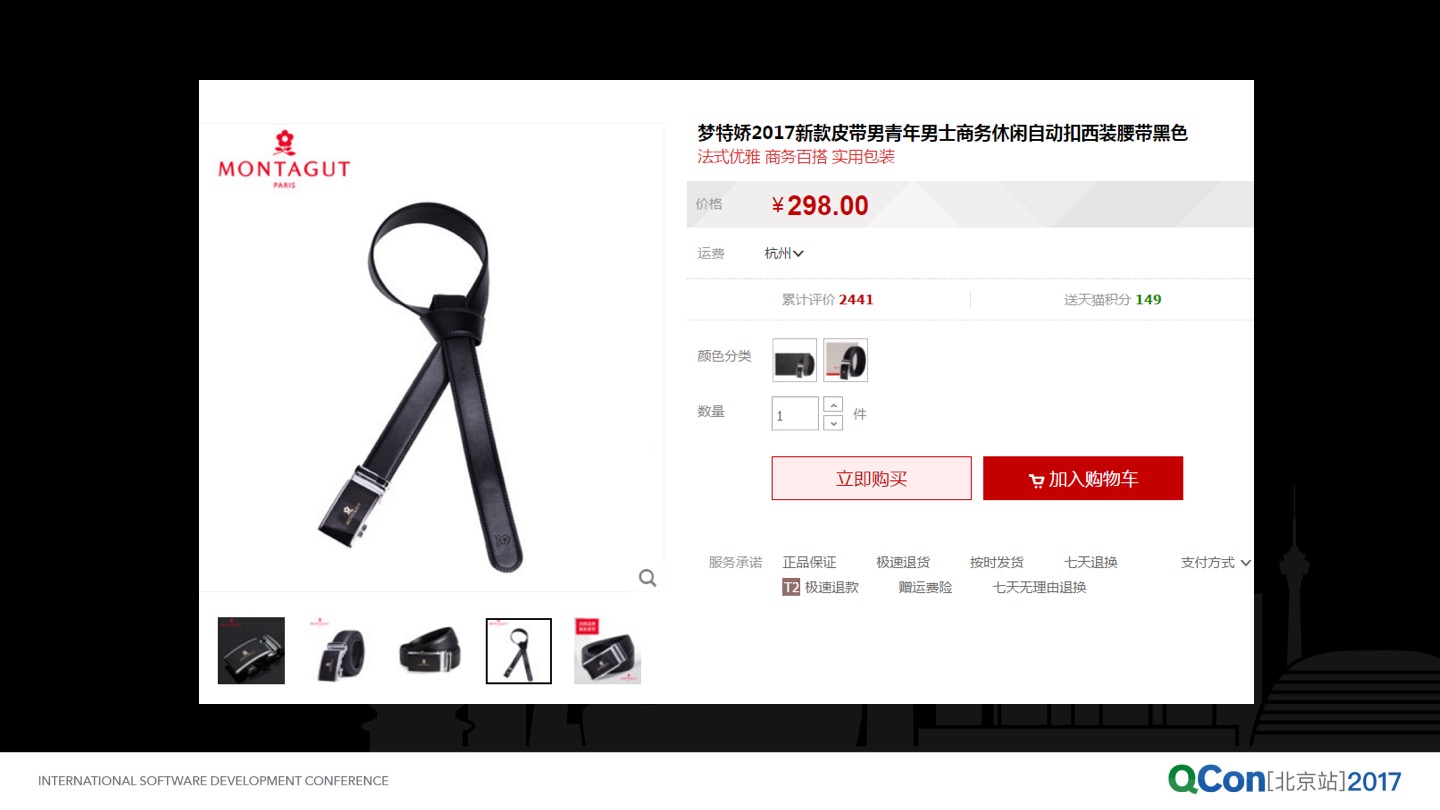 MONTAGUT
PARIS
梦特娇2017新款皮带男青年男士商务休闲自动扣西装腰带黑色
法式优雅 商务百搭 实用包装
价格
¥298.00
运费
杭州
累计评价 2441
送天猫积分 149
颜色分类
数量
1
件
立即购买
加入购物车
服务承诺
正品保证
极速退货
按时发货
七天退换
支付方式
T2 极速退款
赠运费险
七天无理由退换
INTERNATIONAL SOFTWARE DEVELOPMENT CONFERENCE
QCon[北京站]2017